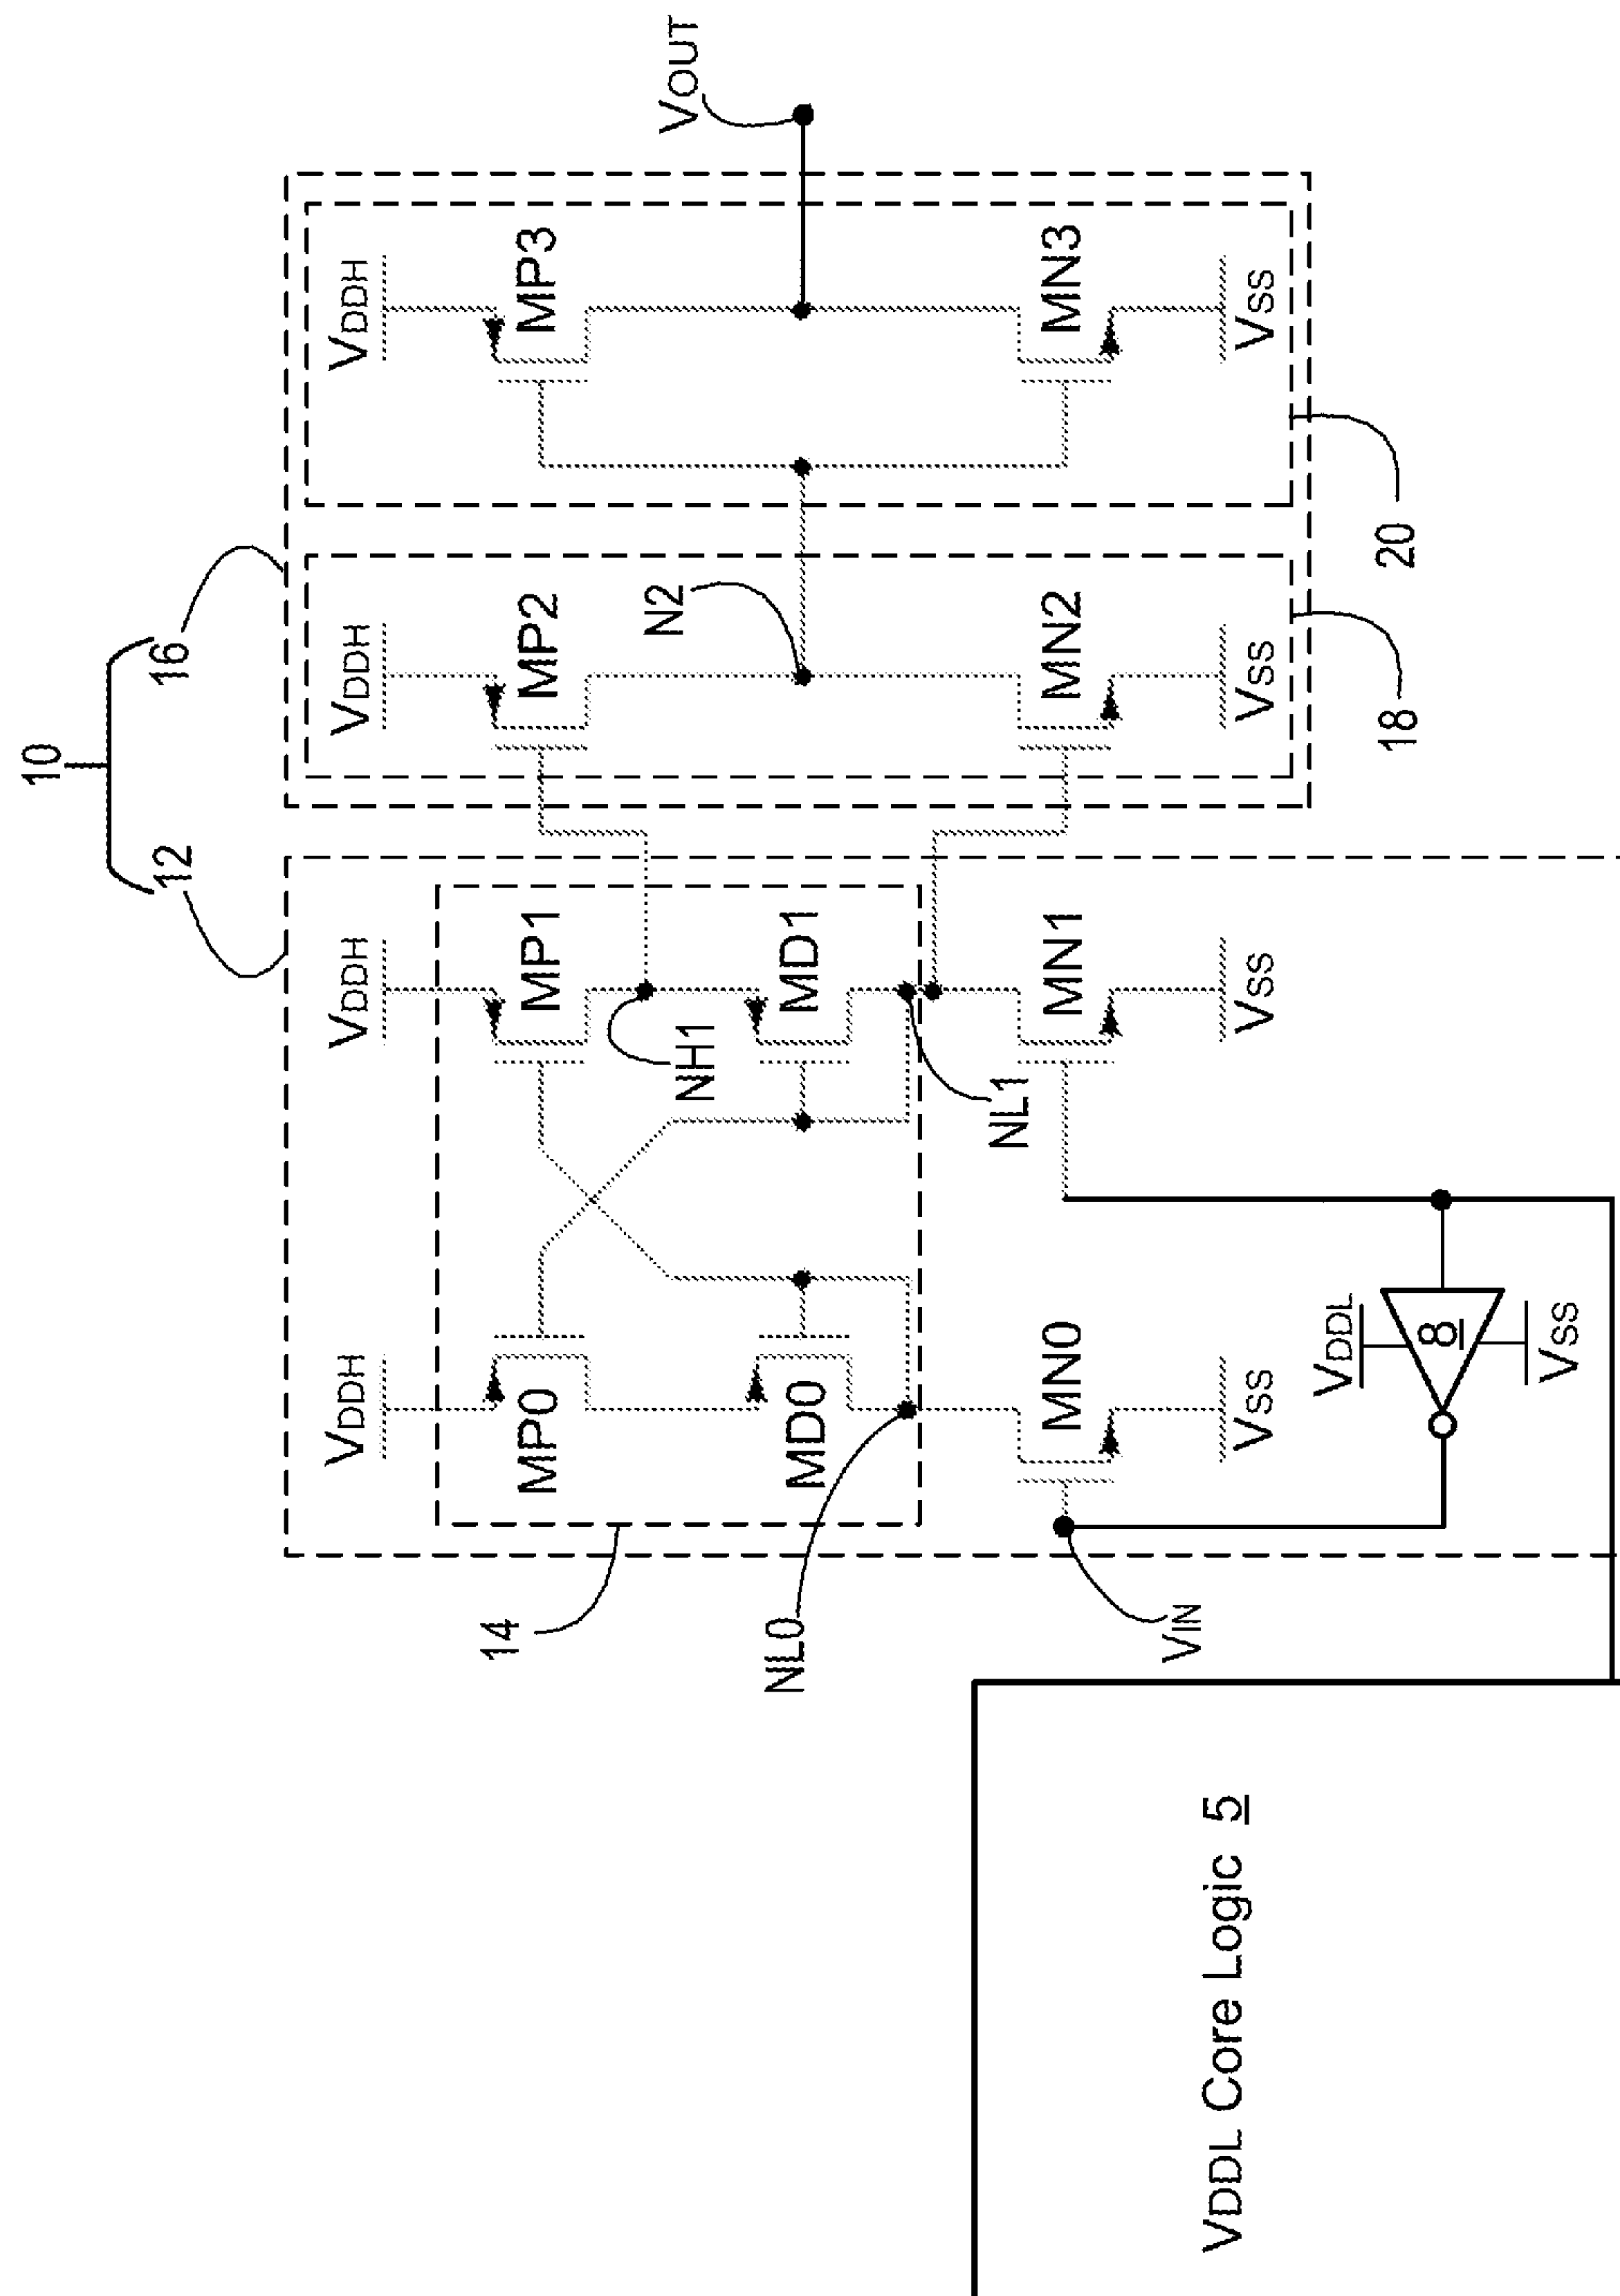 10
12
16
VDDH
VDDH
VDDH
VDDH
MP0
MP1
MP2
MP3
14
NH1
N2
VOUT
MD0
MD1
NL0
NL1
MN0
MN1
MN2
MN3
VIN
VSS
VSS
VSS
VSS
18
20
VDDL
8
VSS
VDDL Core Logic 5